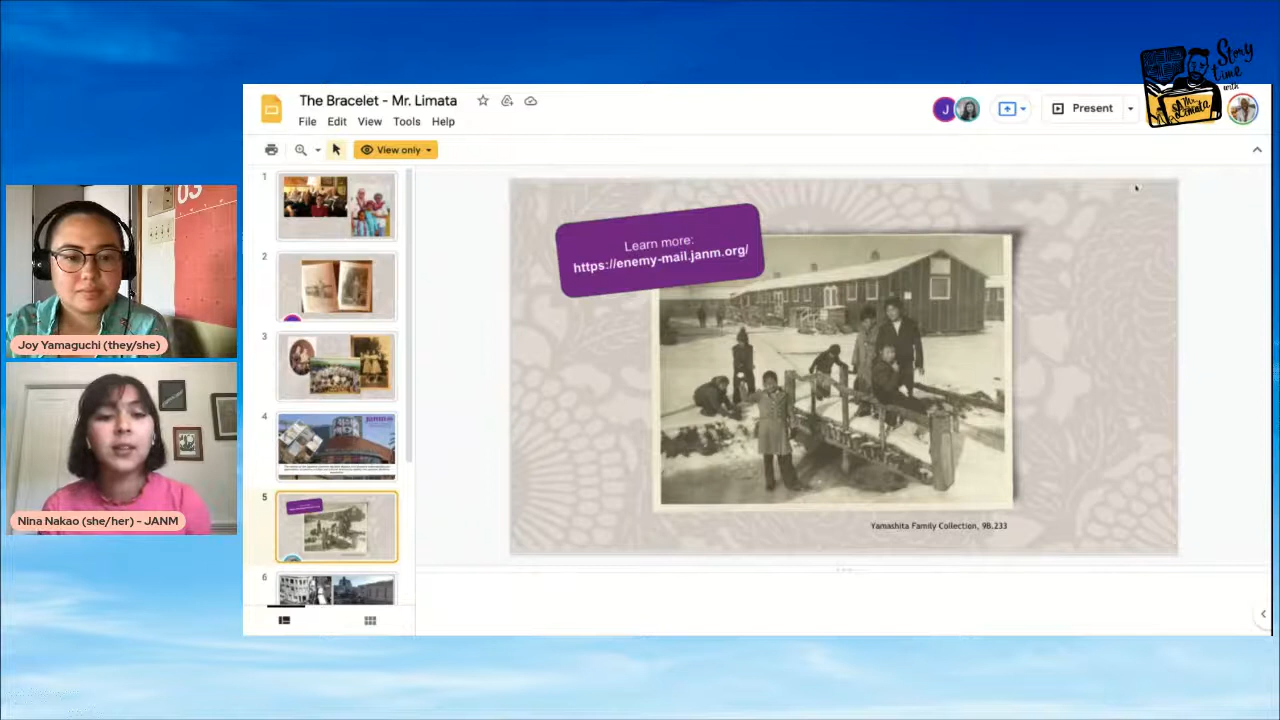 Story
time
with
Mr.
Limata
The Bracelet - Mr. Limata
File Edit View Tools Help
J
Present
View only
1
2
3
4
5
6
Learn more:
https://enemy-mail.janm.org/
Yamashita Family Collection, 98.233
Joy Yamaguchi (they/she)
Nina Nakao (she/her) - JANM